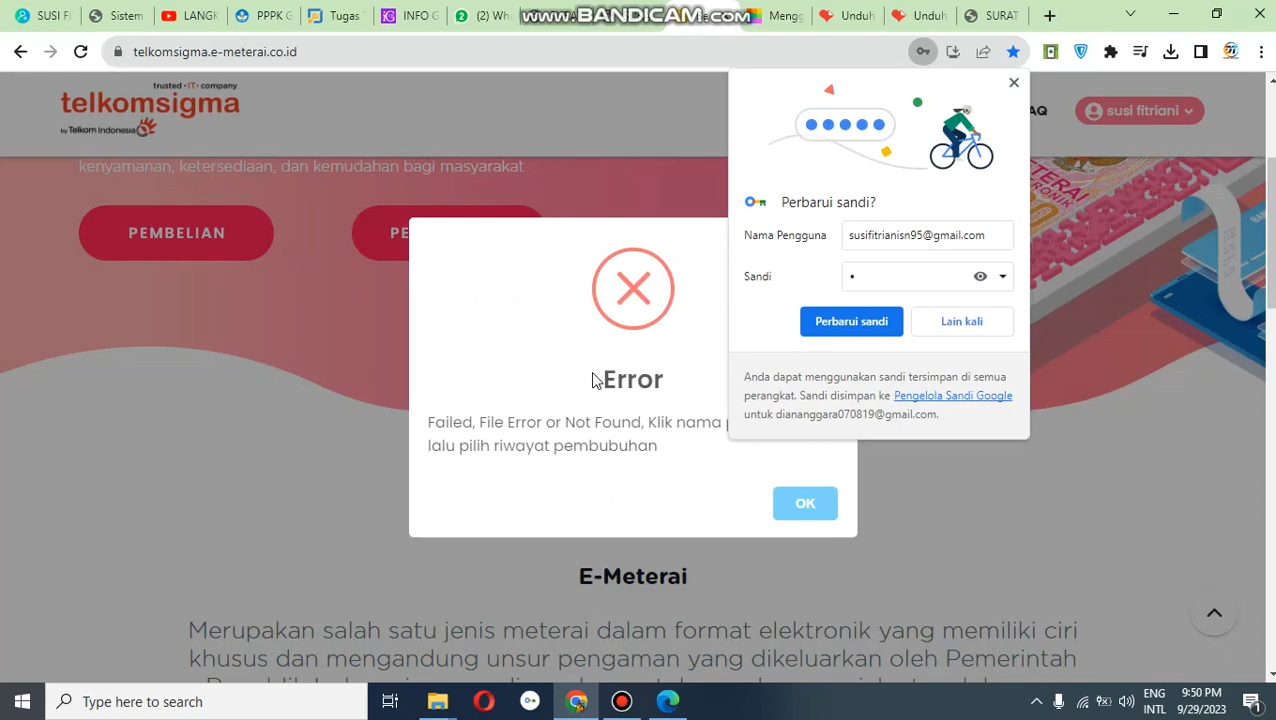 SUSI F
Sistem
LANGK
PPPK G
Tugas
INFO G
(2) Wha
WWW.BANDICAM.COM
Mengg
Unduh
Unduh
SURAT
telkomsigma.e-meterai.co.id
trusted • IT • company
telkomsigma
by Telkom Indonesia
AQ
susi fitriani
kenyamanan, ketersediaan, dan kemudahan bagi masyarakat
PEMBELIAN
PE
Perbarui sandi?
Nama Pengguna
susifitrianisn95@gmail.com
Sandi
Perbarui sandi
Lain kali
Anda dapat menggunakan sandi tersimpan di semua
perangkat. Sandi disimpan ke Pengelola Sandi Google
untuk diananggara070819@gmail.com.
Error
Failed, File Error or Not Found, Klik nama
lalu pilih riwayat pembubuhan
OK
E-Meterai
Merupakan salah satu jenis meterai dalam format elektronik yang memiliki ciri
khusus dan mengandung unsur pengaman yang dikeluarkan oleh Pemerintah
Type here to search
ENG
INTL
9:50 PM
9/29/2023